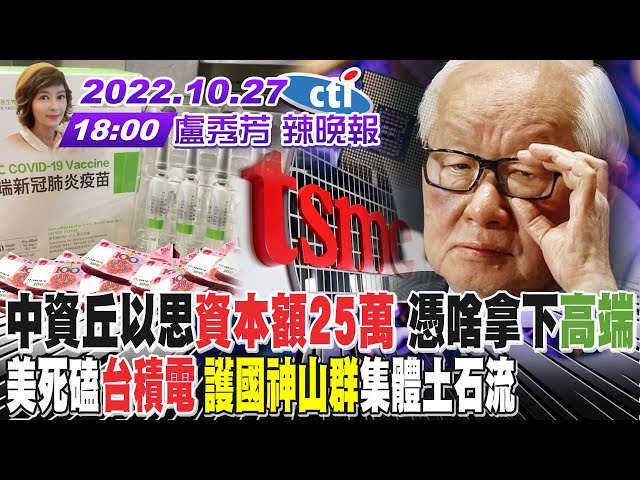 2022.10.27 cti
18:00 盧秀芳 辣晚報
COVID-19 Vaccine
端新冠肺炎疫苗
tsmc
中資丘以思資本額25萬 憑啥拿下高端
美死磕台積電 護國神山群集體土石流